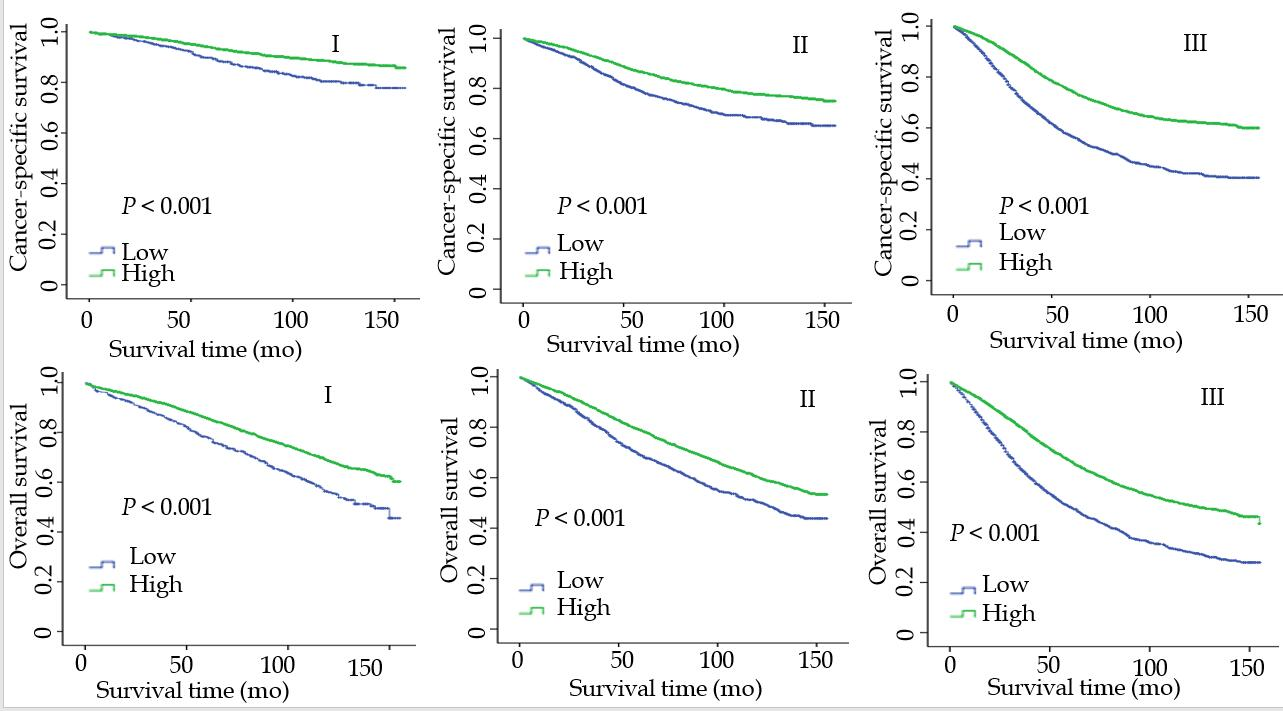 Cancer-specific survival
1.0
0.8
0.6
0.4
0.2
0
I
P < 0.001
Low
High
0 50 100 150
Survival time (mo)
Cancer-specific survival
1.0
0.8
0.6
0.4
0.2
0
II
P < 0.001
Low
High
0 50 100 150
Survival time (mo)
Cancer-specific survival
1.0
0.8
0.6
0.4
0.2
0
III
P < 0.001
Low
High
0 50 100 150
Survival time (mo)
Overall survival
1.0
0.8
0.6
0.4
0.2
0
I
P < 0.001
Low
High
0 50 100 150
Survival time (mo)
Overall survival
1.0
0.8
0.6
0.4
0.2
0
II
P < 0.001
Low
High
0 50 100 150
Survival time (mo)
Overall survival
1.0
0.8
0.6
0.4
0.2
0
III
P < 0.001
Low
High
0 50 100 150
Survival time (mo)